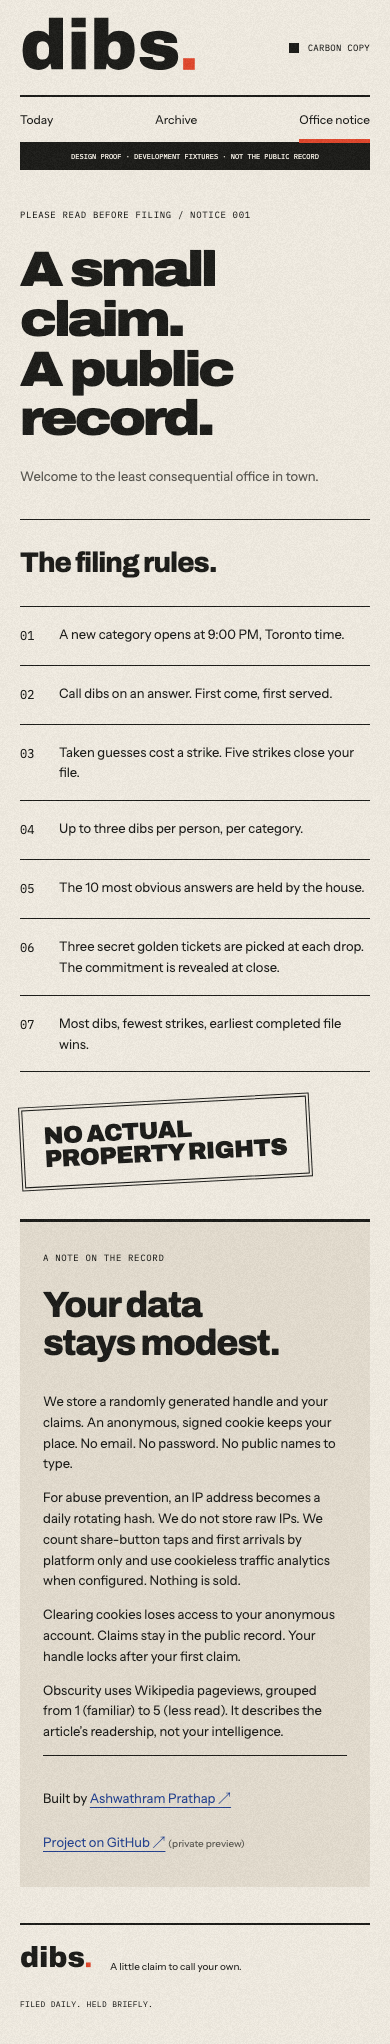 dibs.
CARBON COPY
Today Archive Office notice
DESIGN PROOF · DEVELOPMENT FIXTURES · NOT THE PUBLIC RECORD
PLEASE READ BEFORE FILING / NOTICE 001
A small
claim.
A public
record.
Welcome to the least consequential office in town.
The filing rules.
01 A new category opens at 9:00 PM, Toronto time.
02 Call dibs on an answer. First come, first served.
03 Taken guesses cost a strike. Five strikes close your
file.
04 Up to three dibs per person, per category.
05 The 10 most obvious answers are held by the house.
06 Three secret golden tickets are picked at each drop.
The commitment is revealed at close.
07 Most dibs, fewest strikes, earliest completed file
wins.
NO ACTUAL
PROPERTY RIGHTS
A NOTE ON THE RECORD
Your data
stays modest.
We store a randomly generated handle and your
claims. An anonymous, signed cookie keeps your
place. No email. No password. No public names to
type.
For abuse prevention, an IP address becomes a
daily rotating hash. We do not store raw IPs. We
count share-button taps and first arrivals by
platform only and use cookieless traffic analytics
when configured. Nothing is sold.
Clearing cookies loses access to your anonymous
account. Claims stay in the public record. Your
handle locks after your first claim.
Obscurity uses Wikipedia pageviews, grouped
from 1 (familiar) to 5 (less read). It describes the
article's readership, not your intelligence.
Built by Ashwathram Prathap ↗
Project on GitHub ↗ (private preview)
dibs. A little claim to call your own.
FILED DAILY. HELD BRIEFLY.